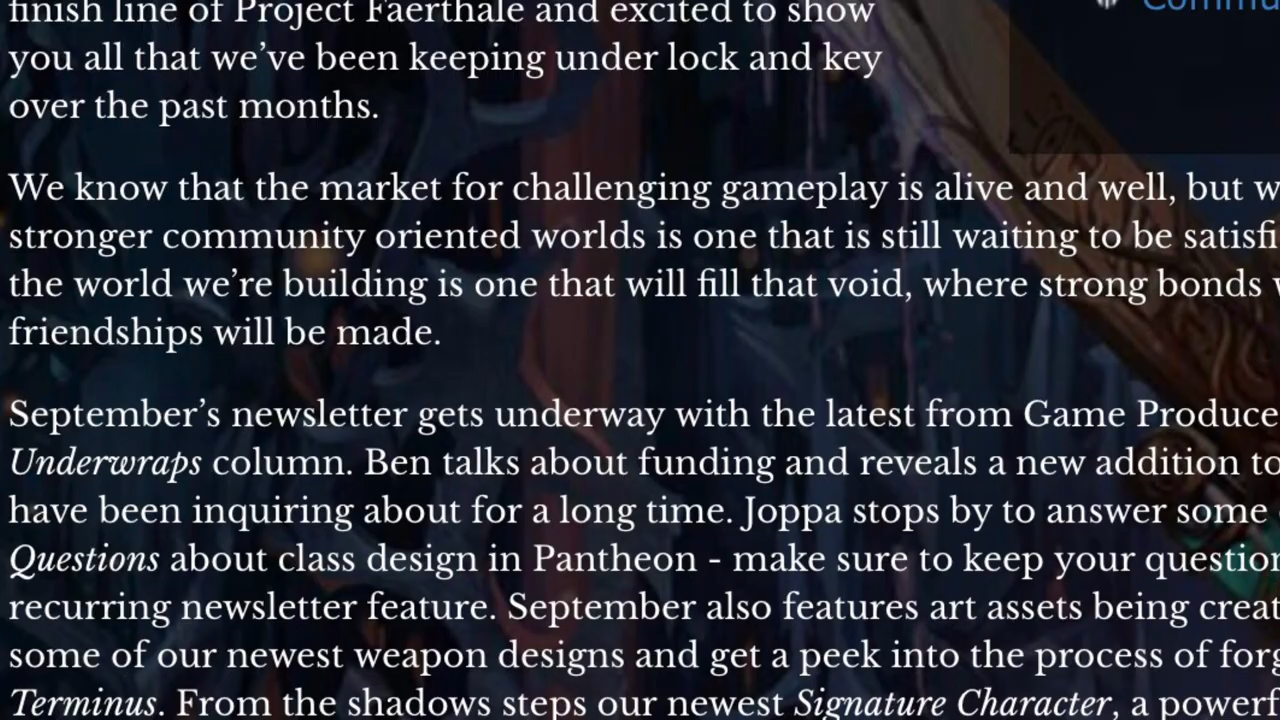 finish line of Project Faerthale and excited to show
you all that we've been keeping under lock and key
over the past months.
We know that the market for challenging gameplay is alive and well, but
stronger community oriented worlds is one that is still waiting to be
the world we're building is one that will fill that void, where strong bonds
friendships will be made.
September's newsletter gets underway with the latest from Game
Underwraps column. Ben talks about funding and reveals a new addition to
have been inquiring about for a long time. Joppa stops by to answer some
Questions about class design in Pantheon - make sure to keep your
recurring newsletter feature. September also features art assets being
some of our newest weapon designs and get a peek into the process of
Terminus. From the shadows steps our newest Signature Character, a